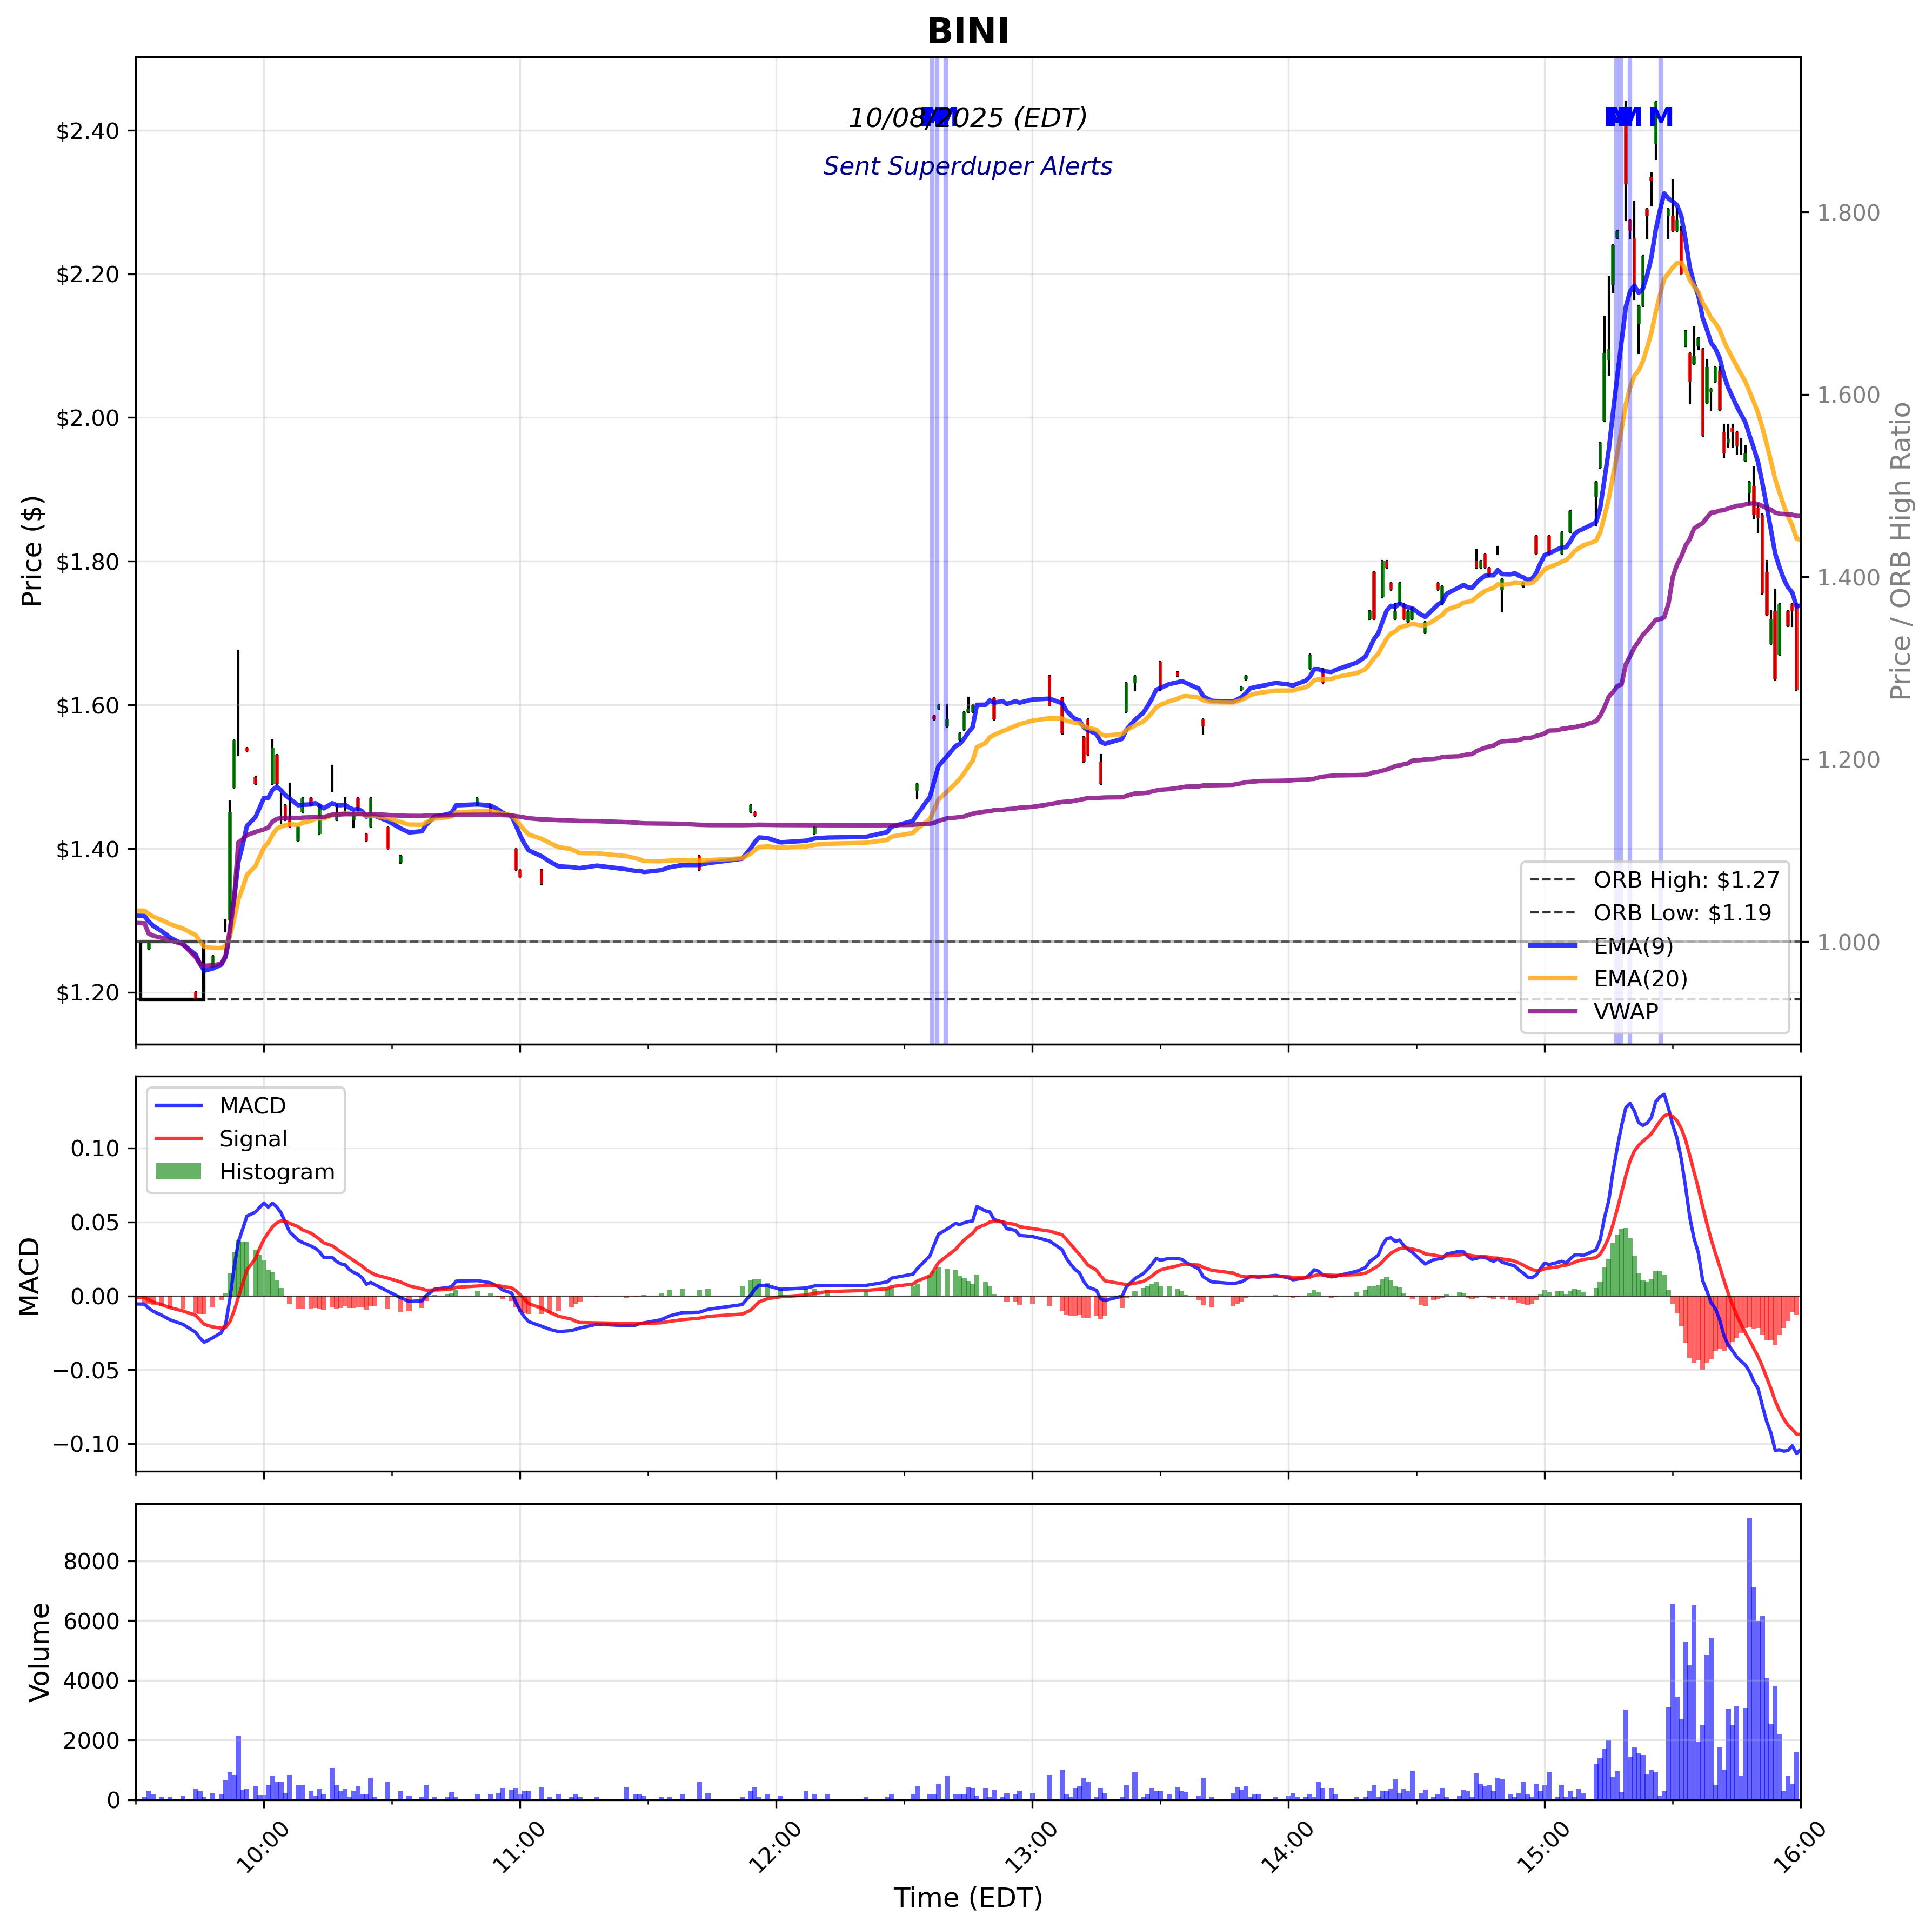 BINI
10/08/2025 (EDT)
M M M M
Sent Superduper Alerts
Price ($)
$2.40
$2.20
$2.00
$1.80
$1.60
$1.40
$1.20
1.800
1.600
1.400
1.200
1.000
Price / ORB High Ratio
ORB High: $1.27
ORB Low: $1.19
EMA(9)
EMA(20)
VWAP
MACD
0.10
0.05
0.00
−0.05
−0.10
MACD
Signal
Histogram
Volume
8000
6000
4000
2000
0
10:00
11:00
12:00
13:00
14:00
15:00
16:00
Time (EDT)